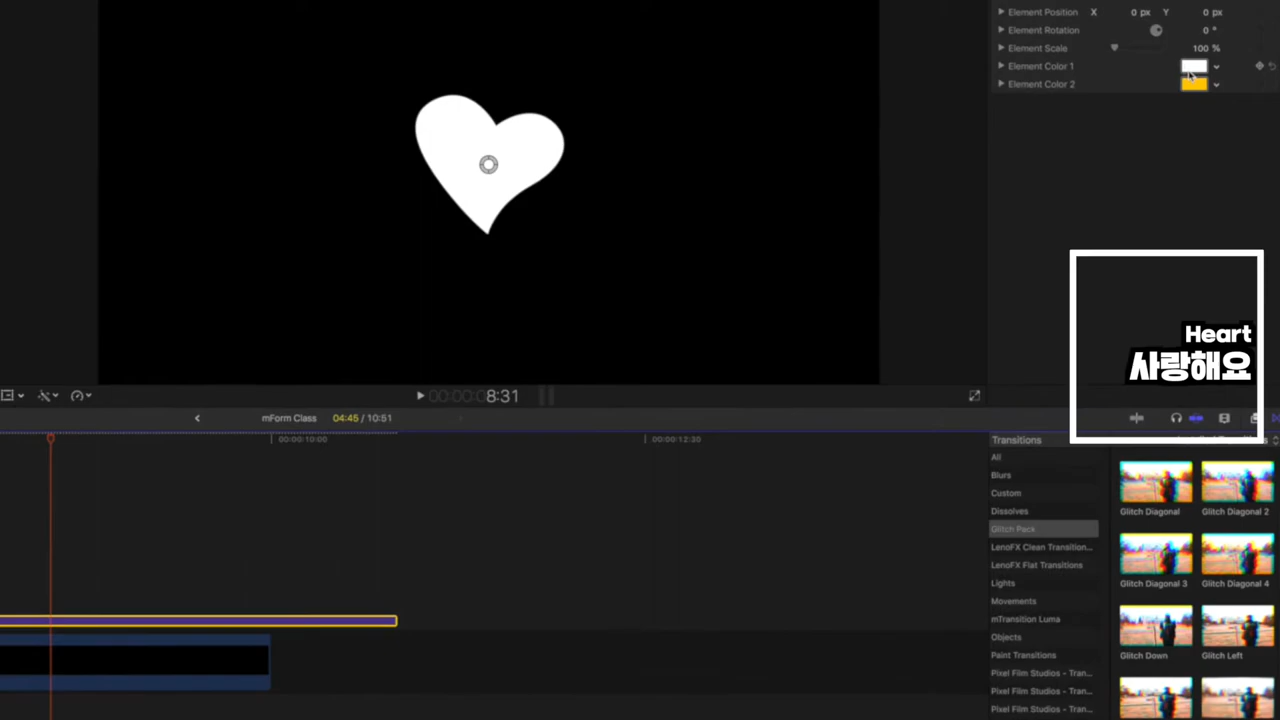 Element Position X 0 px Y 0 px
Element Rotation 0 °
Element Scale 100 %
Element Color 1
Element Color 2
Heart
사랑해요
00:00:08:31
mForm Class 04:45 / 10:51
00:00:10:00
00:00:12:30
Transitions
All
Blurs
Custom
Dissolves
Glitch Pack
LenoFX Clean Transition...
LenoFX Flat Transitions
Lights
Movements
mTransition Luma
Objects
Paint Transitions
Pixel Film Studios - Tran...
Pixel Film Studios - Tran...
Pixel Film Studios - Tran...
Glitch Diagonal
Glitch Diagonal 2
Glitch Diagonal 3
Glitch Diagonal 4
Glitch Down
Glitch Left